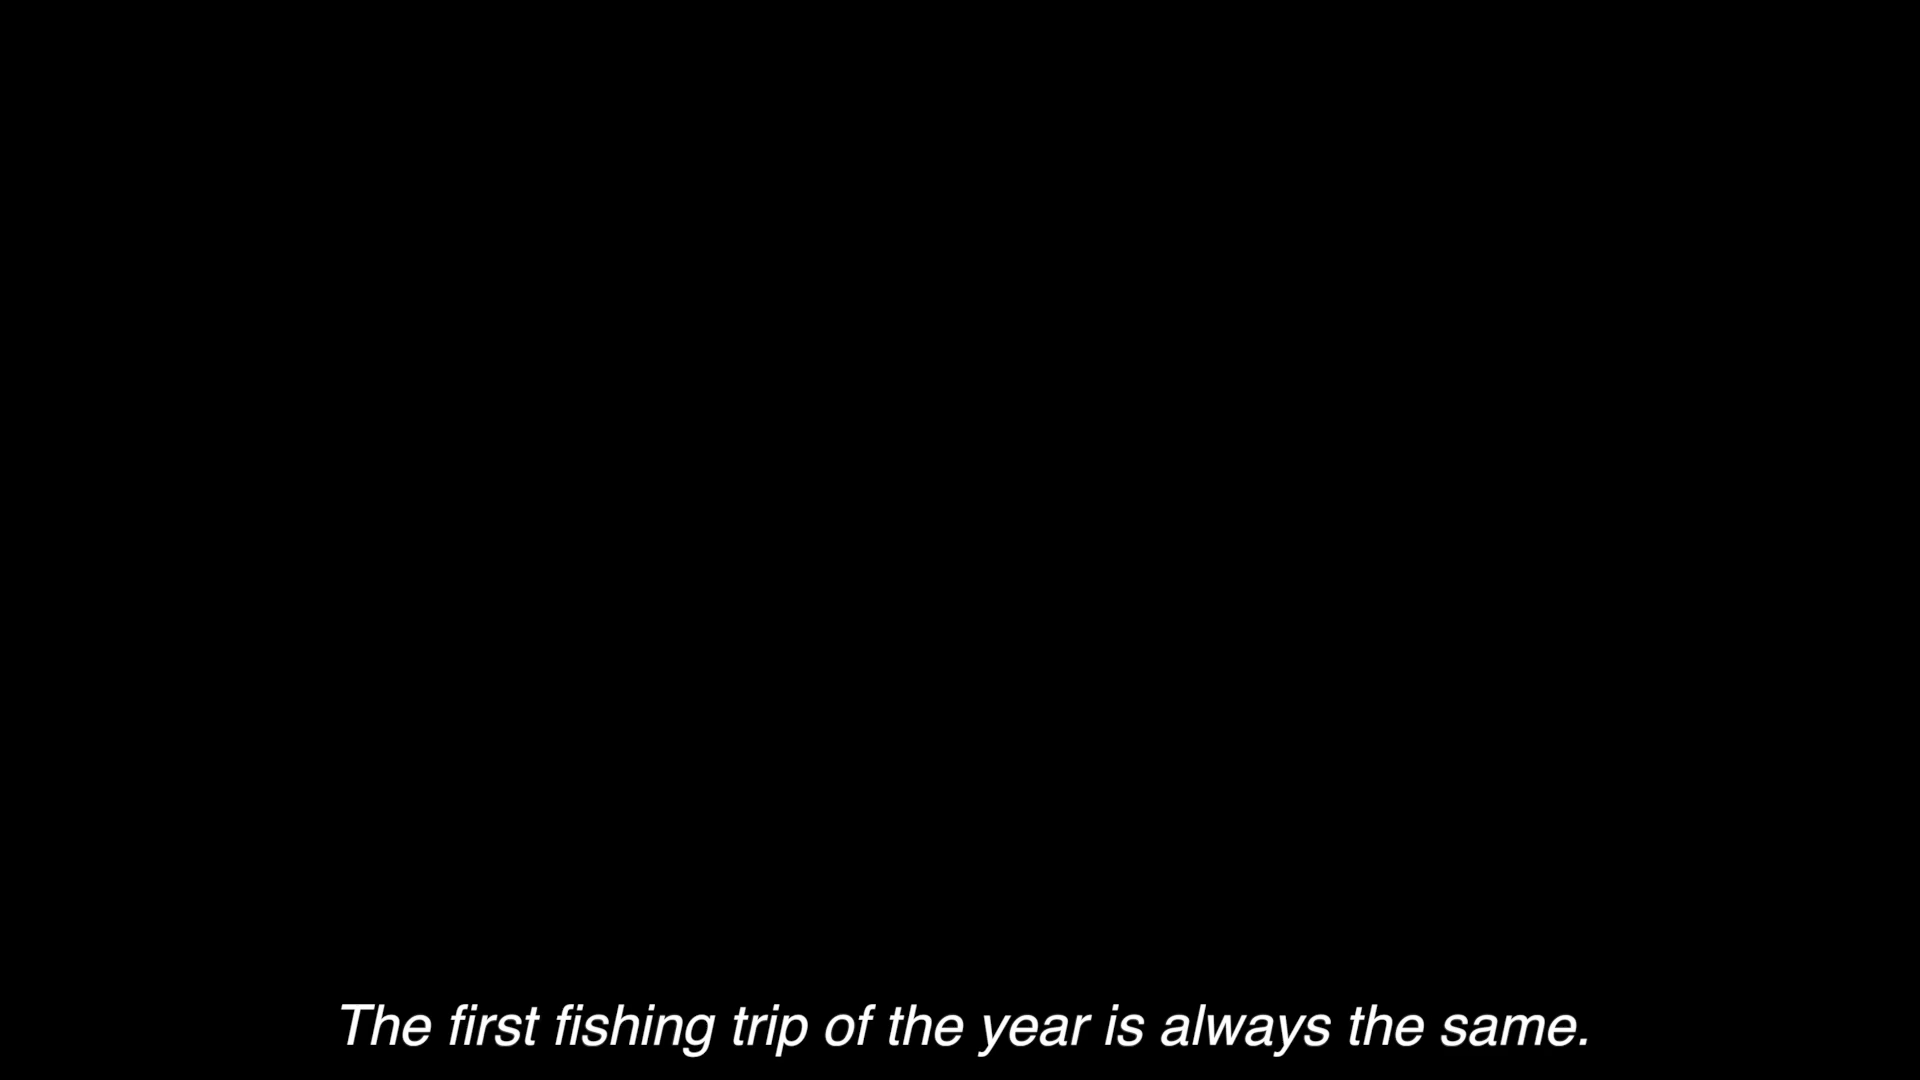 The first fishing trip of the year is always the same.